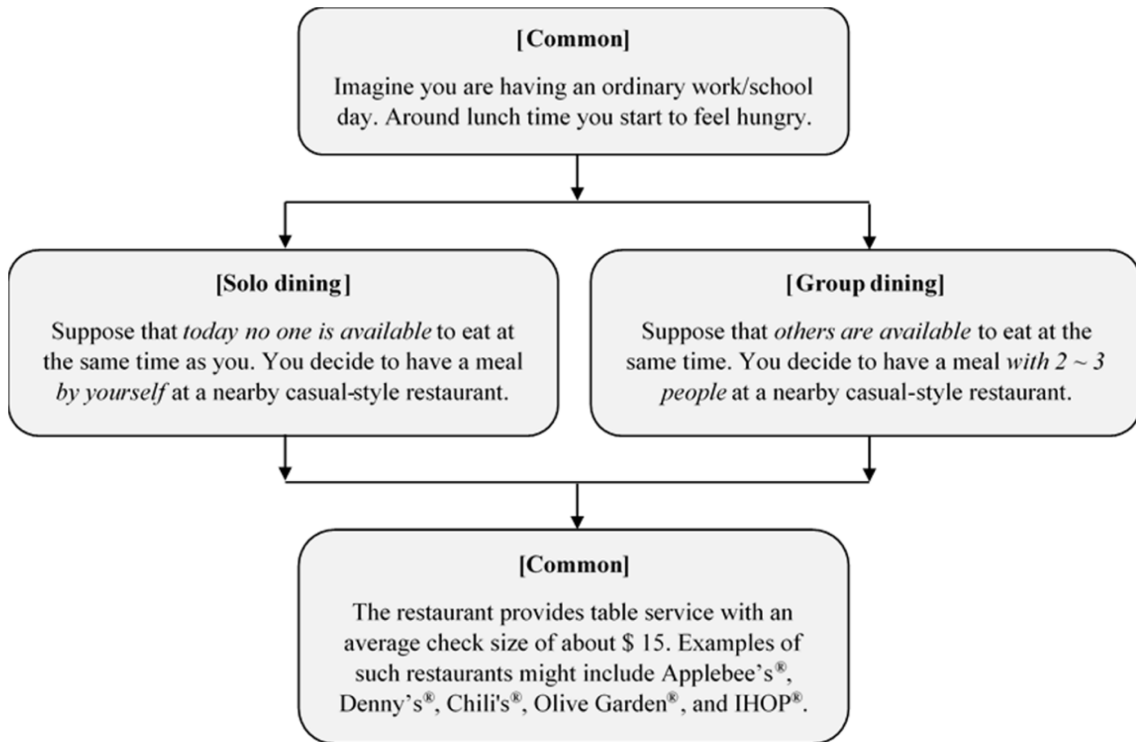 [Common]
Imagine you are having an ordinary work/school
day. Around lunch time you start to feel hungry.
[Solo dining]
Suppose that today no one is available to eat at
the same time as you. You decide to have a meal
by yourself at a nearby casual-style restaurant.
[Group dining]
Suppose that others are available to eat at the
same time. You decide to have a meal with 2 ~ 3
people at a nearby casual-style restaurant.
[Common]
The restaurant provides table service with an
average check size of about $ 15. Examples of
such restaurants might include Applebee’s®,
Denny’s®, Chili's®, Olive Garden®, and IHOP®.